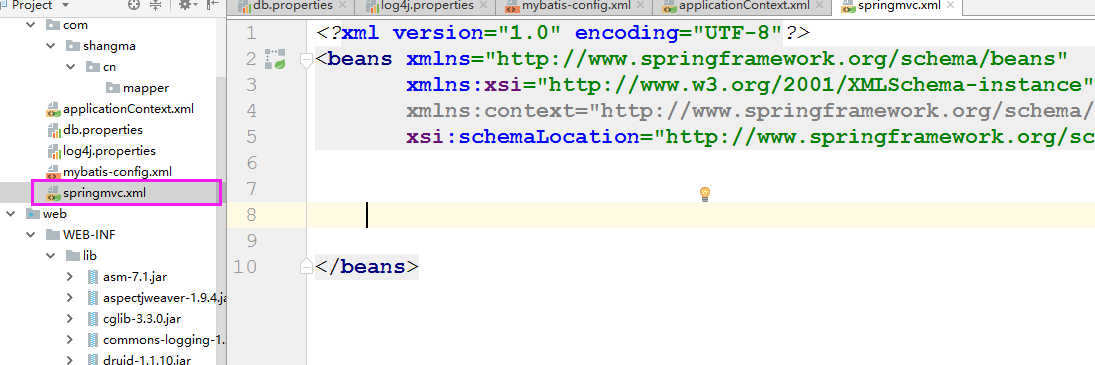 Project
com
shangma
cn
mapper
applicationContext.xml
db.properties
log4j.properties
mybatis-config.xml
springmvc.xml
web
WEB-INF
lib
asm-7.1.jar
aspectjweaver-1.9.4.ja
cglib-3.3.0.jar
commons-logging-1.
druid-1.1.10.jar
db.properties
log4j.properties
mybatis-config.xml
applicationContext.xml
springmvc.xml
1 <?xml version="1.0" encoding="UTF-8"?>
2 <beans xmlns="http://www.springframework.org/schema/beans"
3 xmlns:xsi="http://www.w3.org/2001/XMLSchema-instance"
4 xmlns:context="http://www.springframework.org/schema/
5 xsi:schemaLocation="http://www.springframework.org/sc
6
7
8
9
10 </beans>